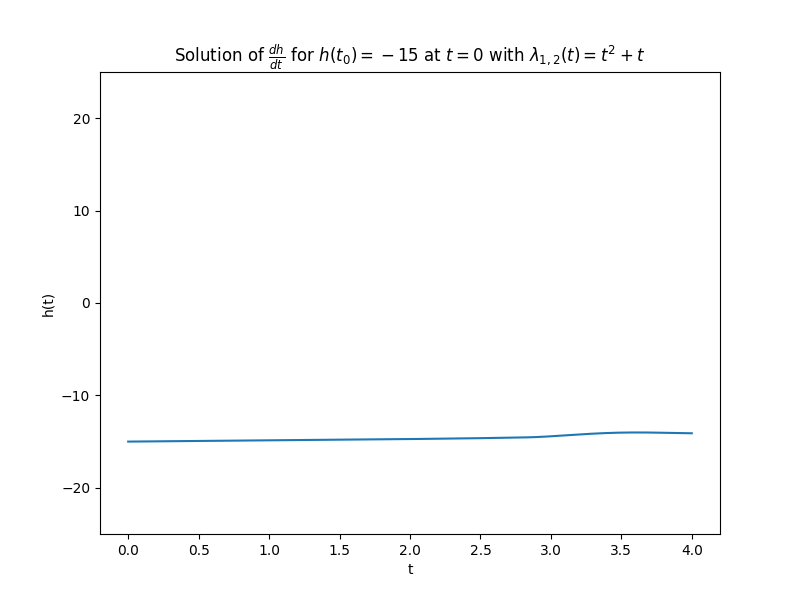 Solution of $\frac{dh}{dt}$ for $h(t_0) = -15$ at $t = 0$ with $\lambda_{1,2}(t) = t^2 + t$
20
10
0
−10
−20
h(t)
0.0 0.5 1.0 1.5 2.0 2.5 3.0 3.5 4.0
t